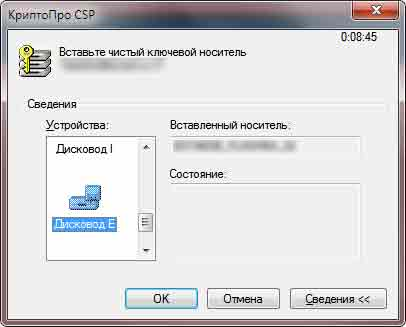 КриптоПро CSP
0:08:45
Вставьте чистый ключевой носитель
Сведения
Устройства:
Вставленный носитель:
Дисковод I
Состояние:
Дисковод E
OK
Отмена
Сведения <<